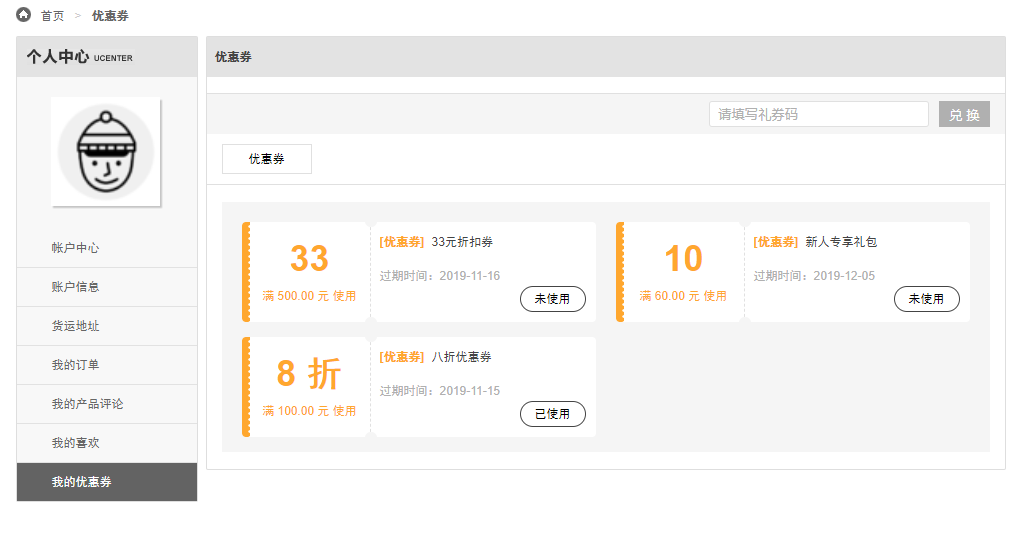 首页 > 优惠券
个人中心 UCENTER
帐户中心
账户信息
货运地址
我的订单
我的产品评论
我的喜欢
我的优惠券
优惠券
请填写礼券码 兑 换
优惠券
33
满 500.00 元 使用
[优惠券] 33元折扣券
过期时间：2019-11-16
未使用
10
满 60.00 元 使用
[优惠券] 新人专享礼包
过期时间：2019-12-05
未使用
8 折
满 100.00 元 使用
[优惠券] 八折优惠券
过期时间：2019-11-15
已使用